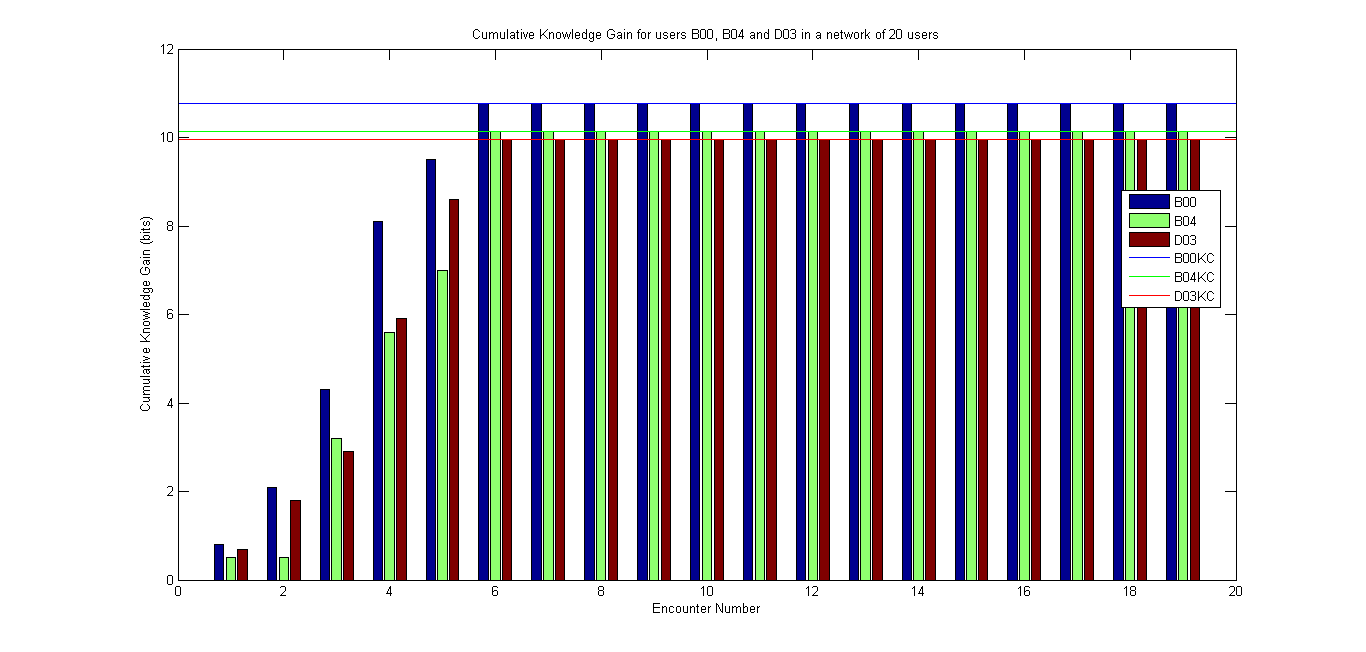 Cumulative Knowledge Gain for users B00, B04 and D03 in a network of 20 users
12
10
8
6
4
2
0
Cumulative Knowledge Gain (bits)
B00
B04
D03
B00KC
B04KC
D03KC
0 2 4 6 8 10 12 14 16 18 20
Encounter Number